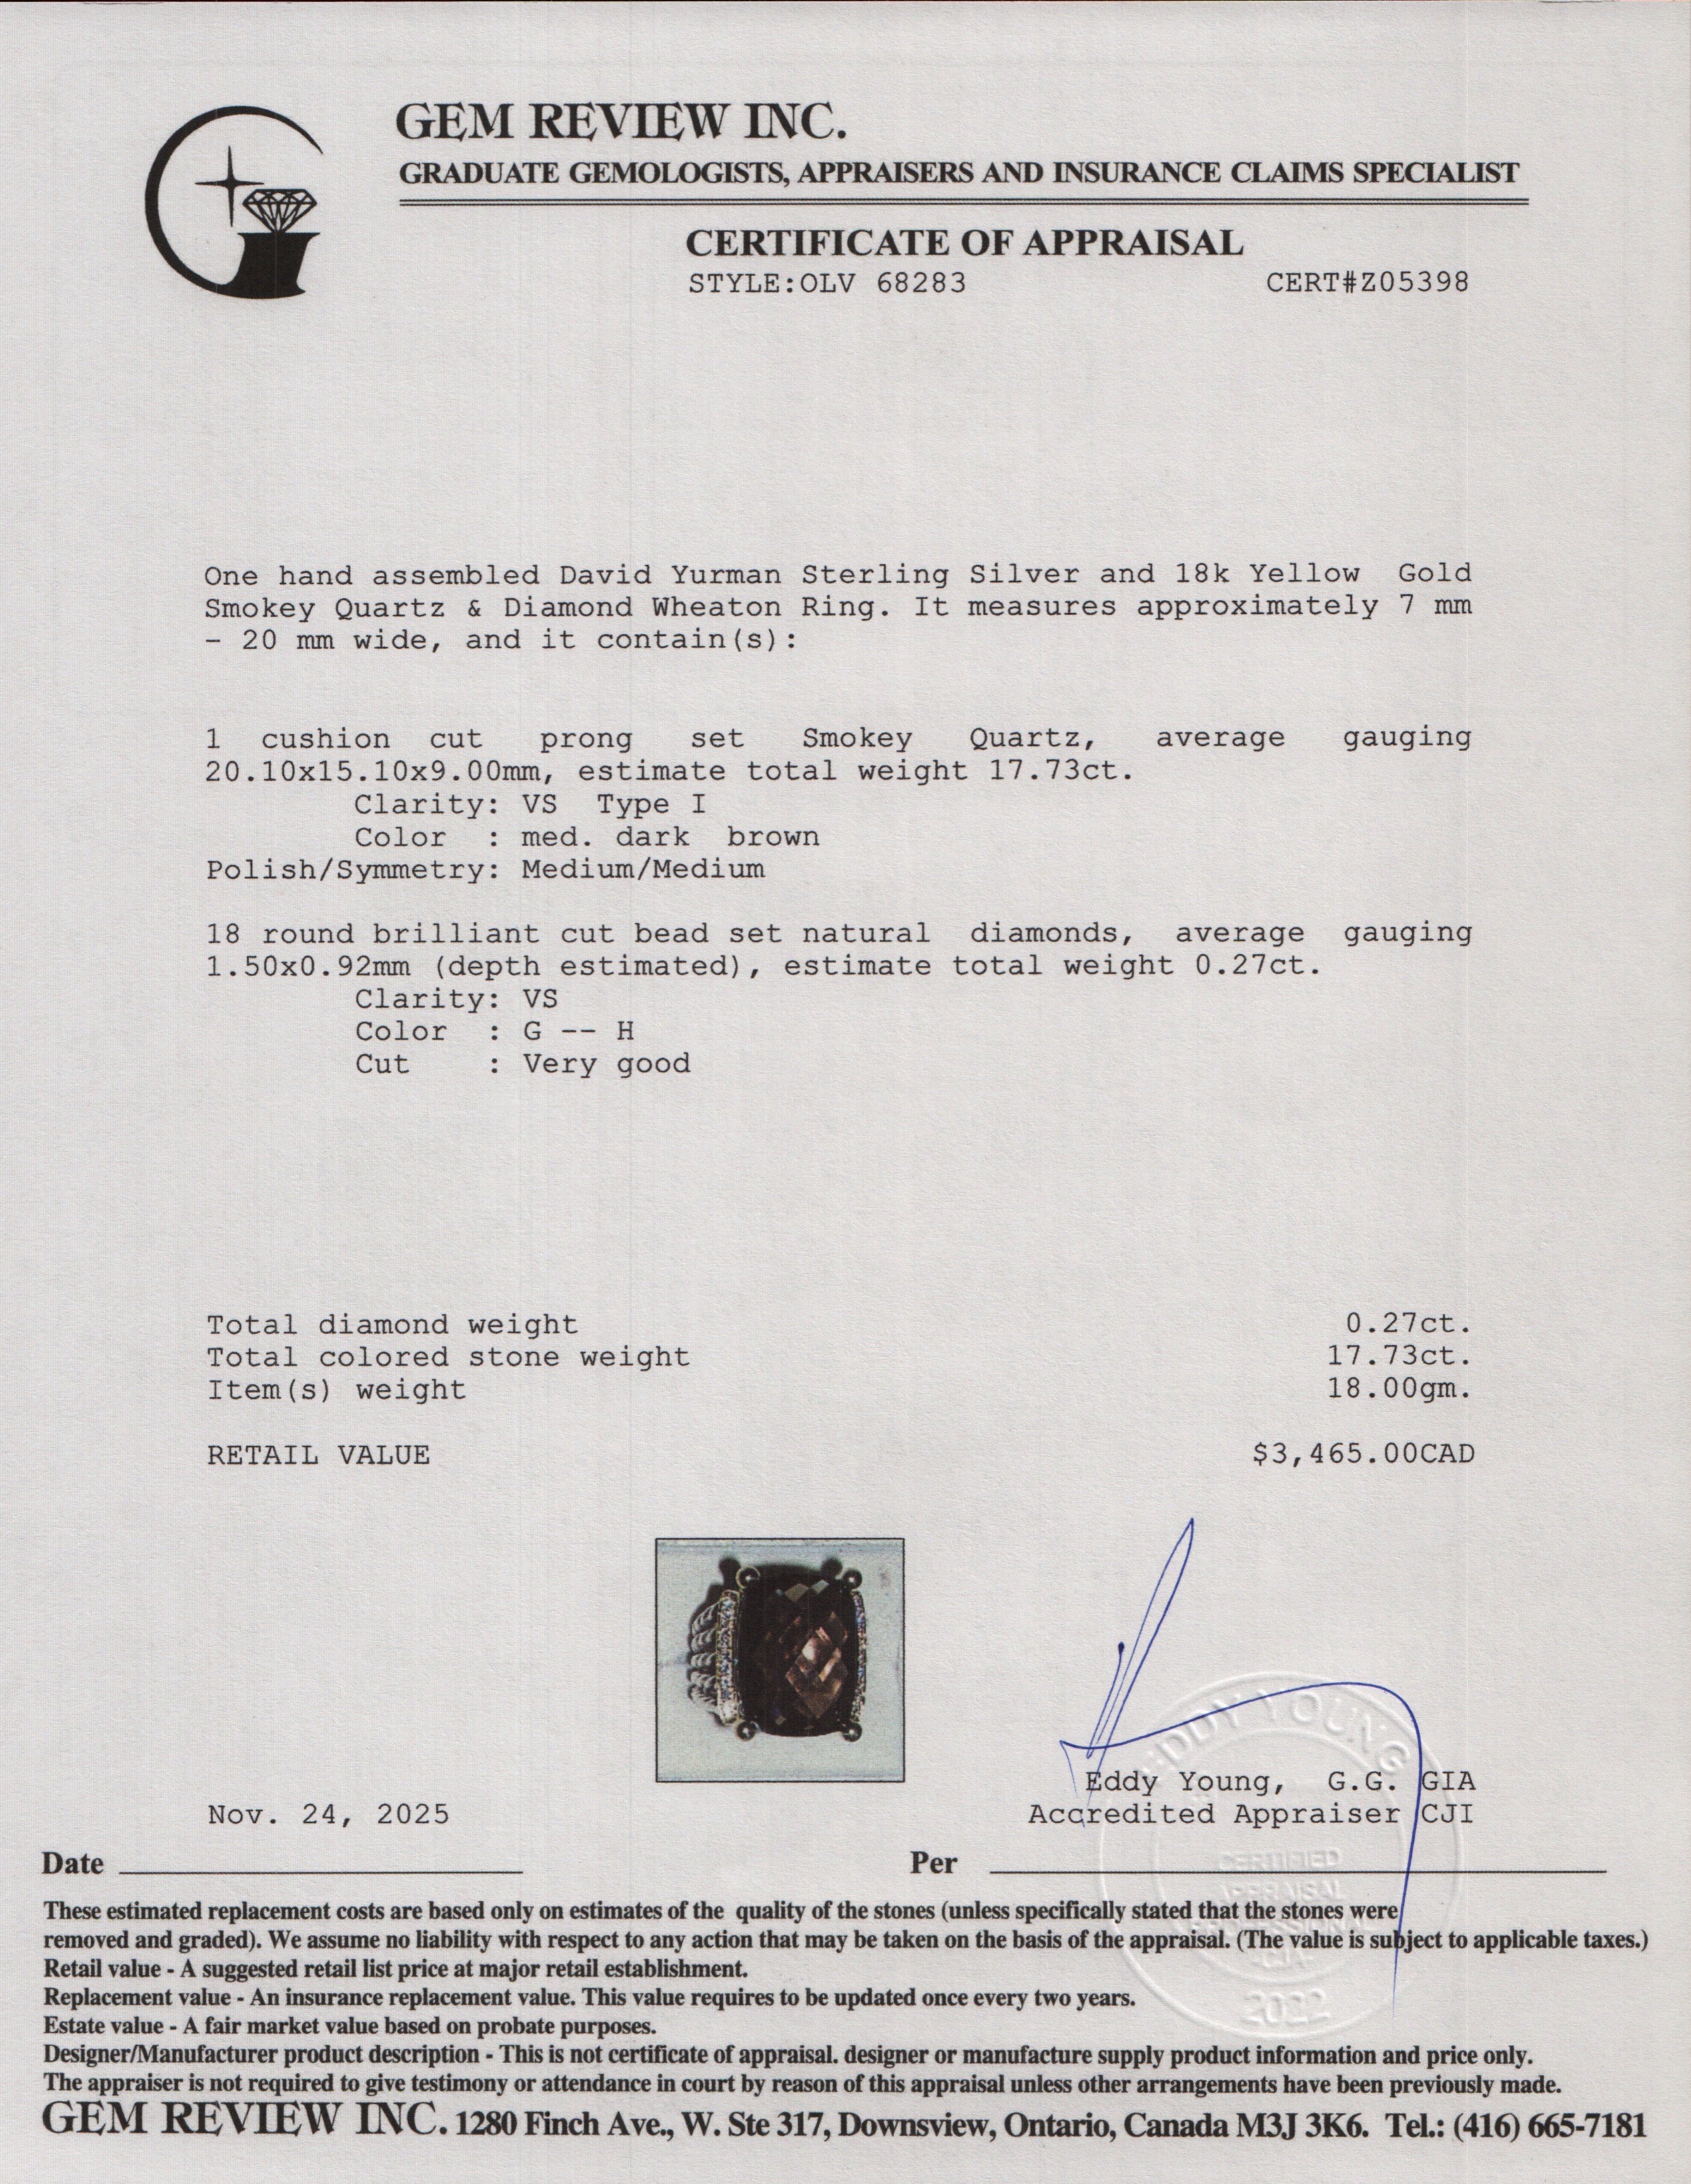 GEM REVIEW INC.
GRADUATE GEMOLOGISTS, APPRAISERS AND INSURANCE CLAIMS SPECIALIST
CERTIFICATE OF APPRAISAL
STYLE:OLV 68283 CERT#Z05398
One hand assembled David Yurman Sterling Silver and 18k Yellow Gold
Smokey Quartz & Diamond Wheaton Ring. It measures approximately 7 mm
- 20 mm wide, and it contain(s):
1 cushion cut prong set Smokey Quartz, average gauging
20.10x15.10x9.00mm, estimate total weight 17.73ct.
Clarity: VS Type I
Color : med. dark brown
Polish/Symmetry: Medium/Medium
18 round brilliant cut bead set natural diamonds, average gauging
1.50x0.92mm (depth estimated), estimate total weight 0.27ct.
Clarity: VS
Color : G -- H
Cut : Very good
Total diamond weight 0.27ct.
Total colored stone weight 17.73ct.
Item(s) weight 18.00gm.
RETAIL VALUE $3,465.00CAD
EDDY YOUNG
Eddy Young, G.G. GIA
Nov. 24, 2025 Accredited Appraiser CJI
Date Per
CERTIFIED
APPRAISAL
PROFESSIONAL
2022
These estimated replacement costs are based only on estimates of the quality of the stones (unless specifically stated that the stones were
removed and graded). We assume no liability with respect to any action that may be taken on the basis of the appraisal. (The value is subject to applicable taxes.)
Retail value - A suggested retail list price at major retail establishment.
Replacement value - An insurance replacement value. This value requires to be updated once every two years.
Estate value - A fair market value based on probate purposes.
Designer/Manufacturer product description - This is not certificate of appraisal. designer or manufacture supply product information and price only.
The appraiser is not required to give testimony or attendance in court by reason of this appraisal unless other arrangements have been previously made.
GEM REVIEW INC. 1280 Finch Ave., W. Ste 317, Downsview, Ontario, Canada M3J 3K6. Tel.: (416) 665-7181